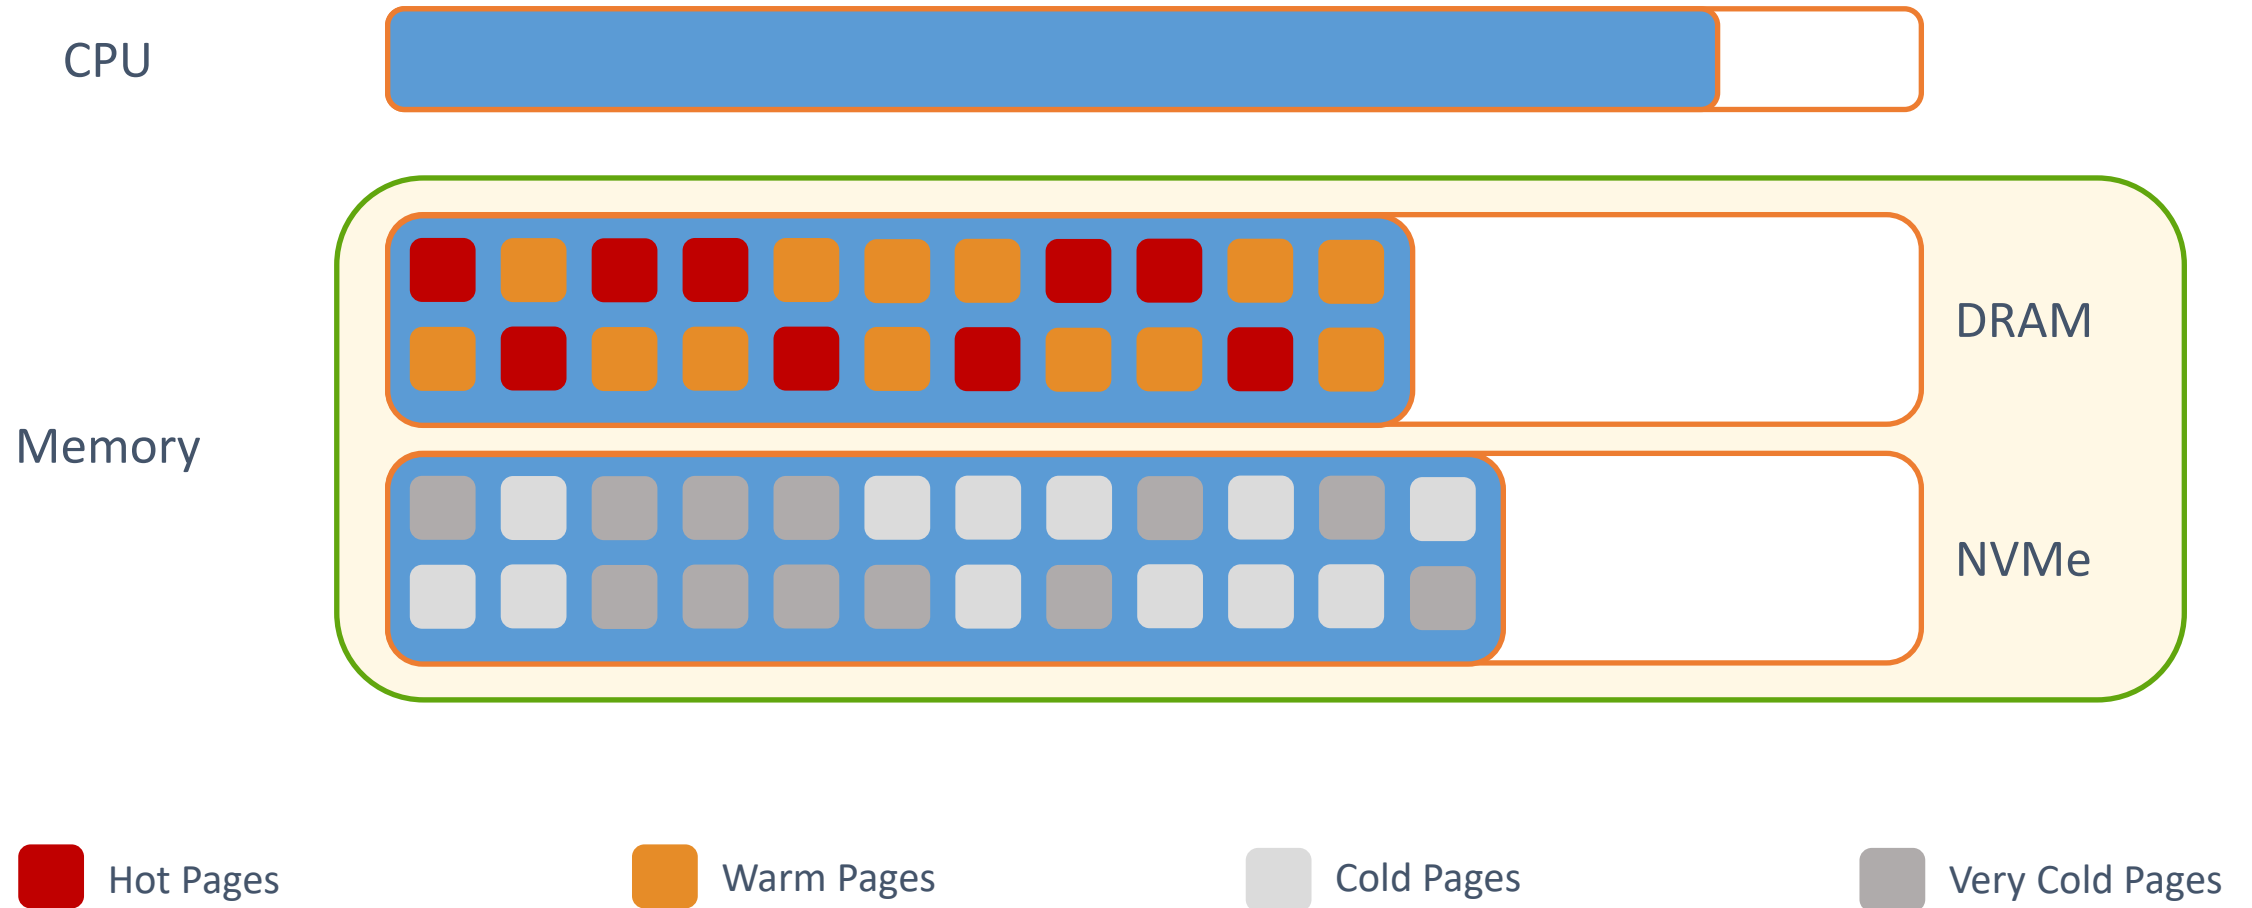 CPU
DRAM
Memory
NVMe
Hot Pages
Warm Pages
Cold Pages
Very Cold Pages